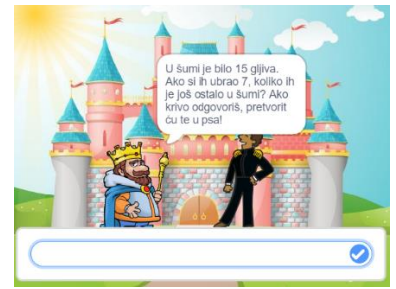 U šumi je bilo 15 gljiva.
Ako si ih ubrao 7, koliko ih
je još ostalo u šumi? Ako
krivo odgovoriš, pretvorit
ću te u psa!